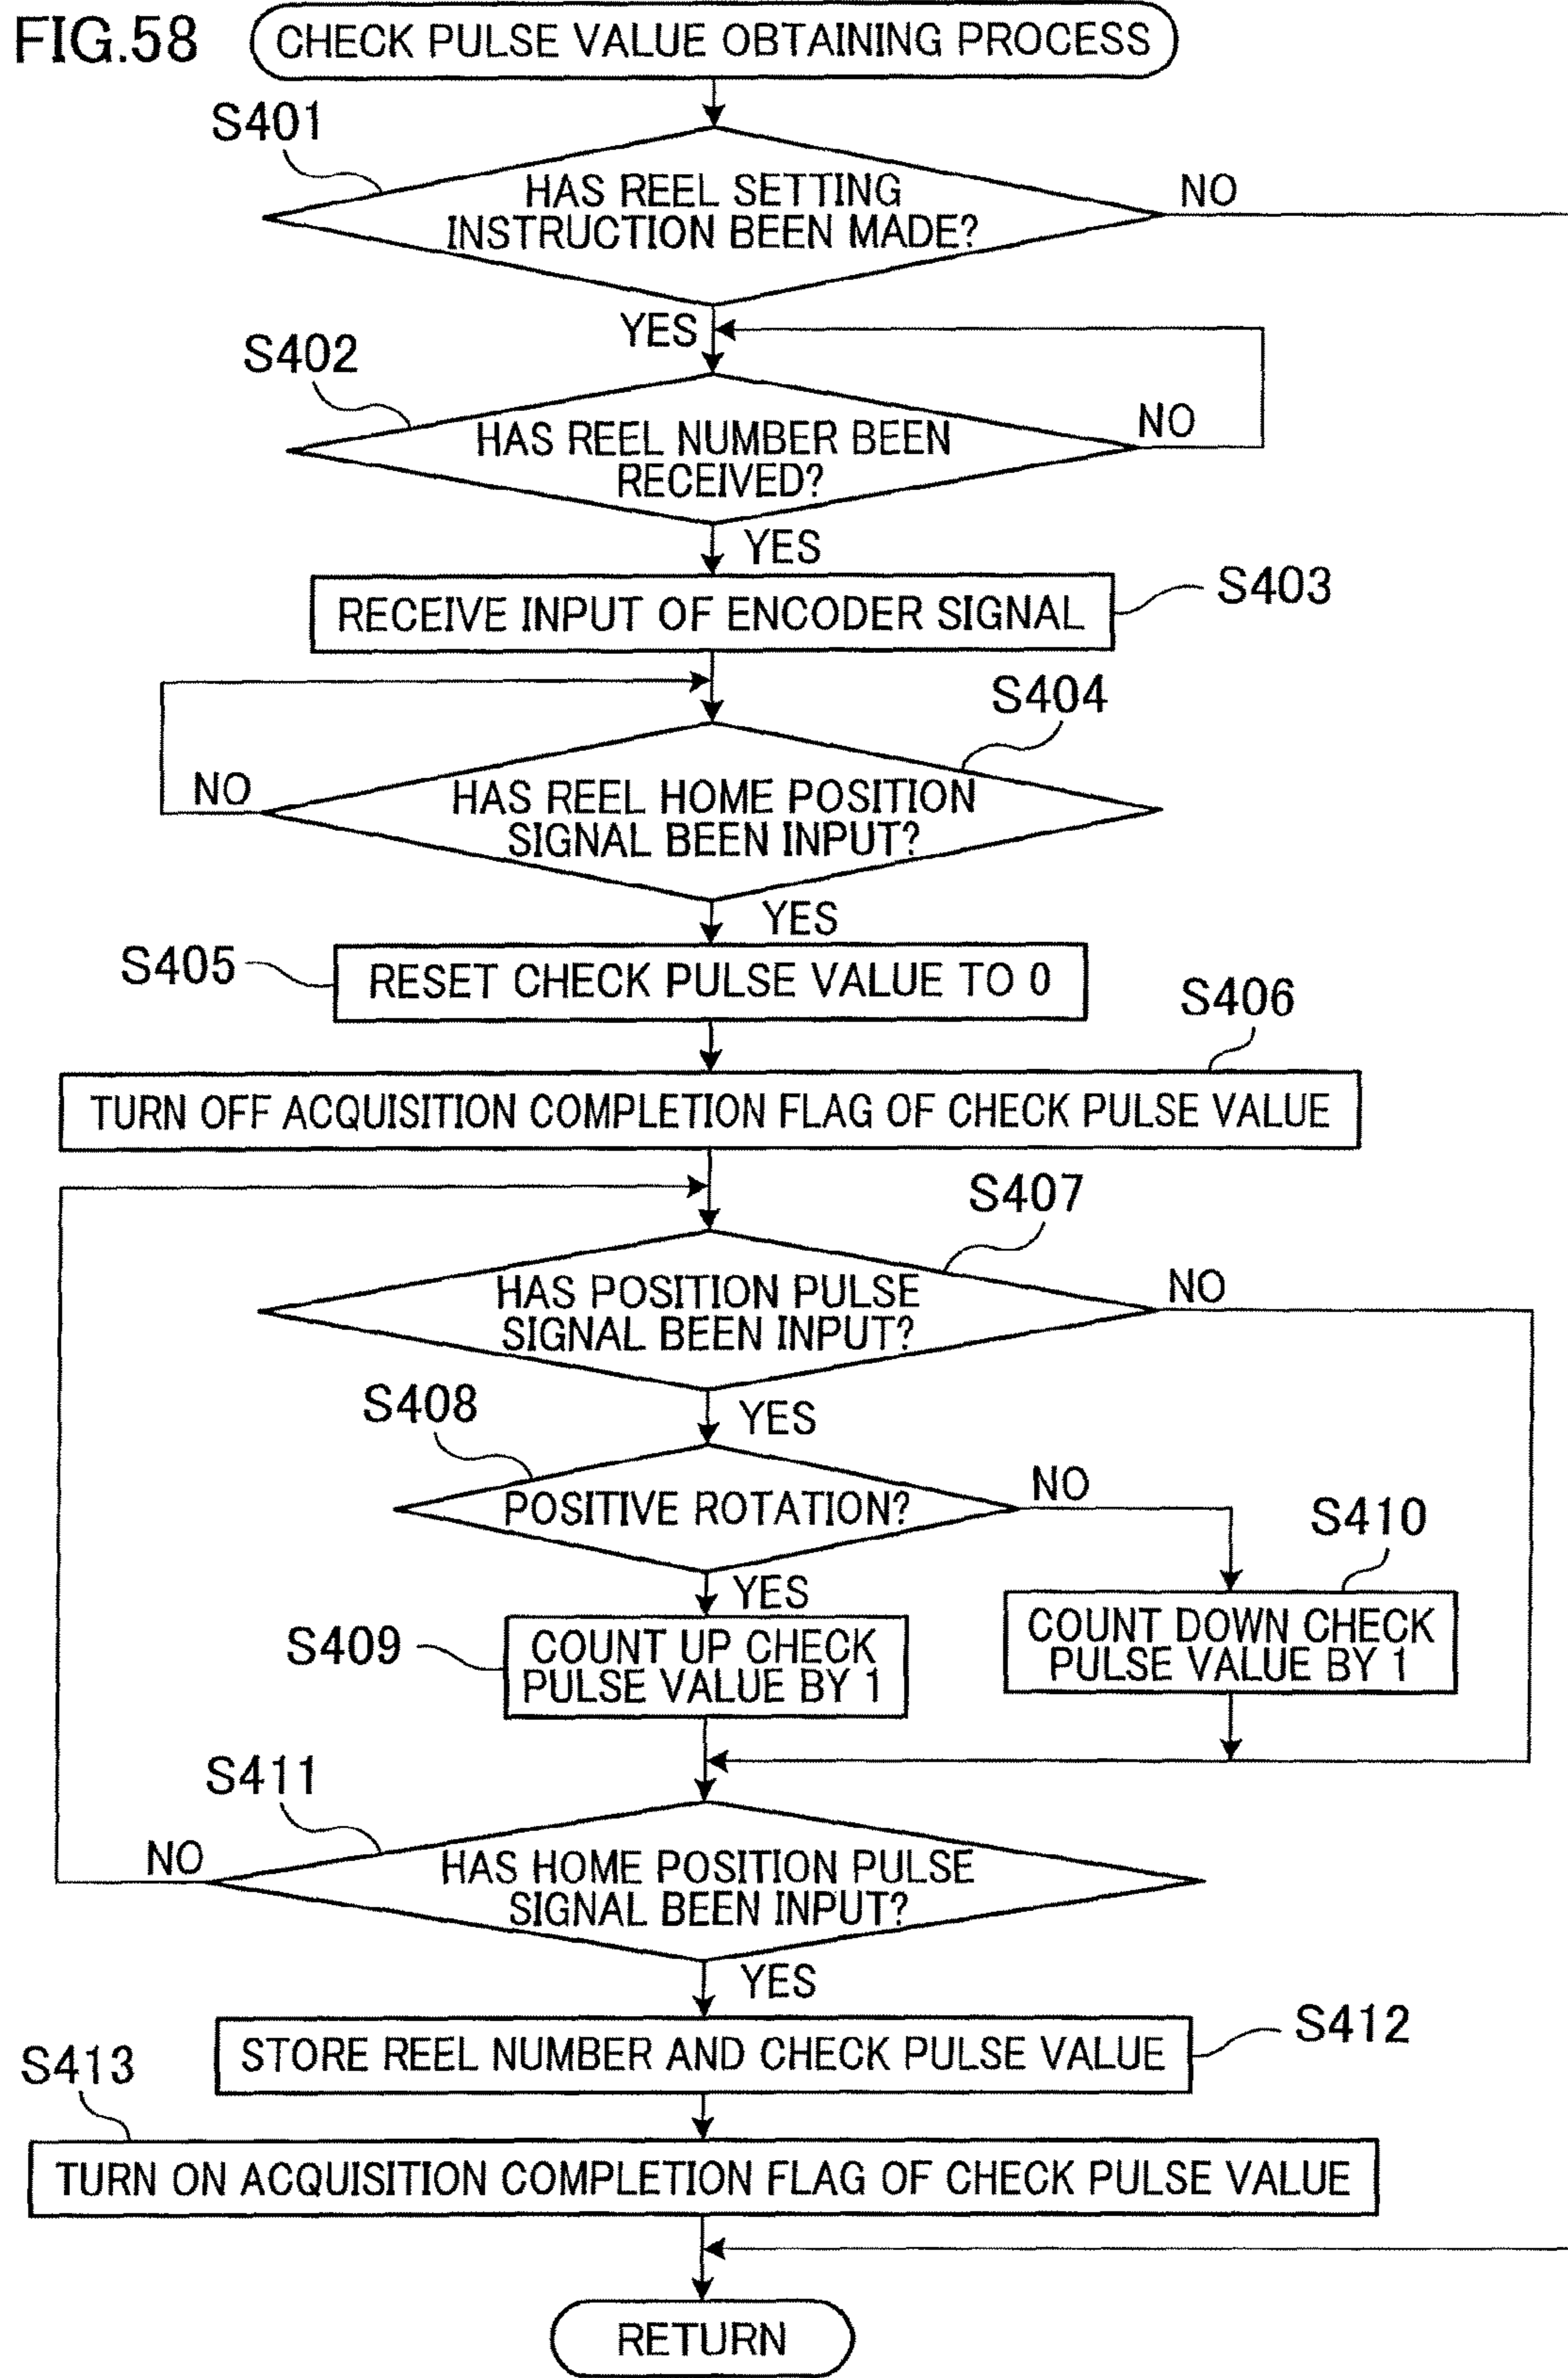 FIG.58
CHECK PULSE VALUE OBTAINING PROCESS
S401
HAS REEL SETTING
INSTRUCTION BEEN MADE?
NO
YES
S402
HAS REEL NUMBER BEEN
RECEIVED?
NO
YES
RECEIVE INPUT OF ENCODER SIGNAL
S403
S404
NO
HAS REEL HOME POSITION
SIGNAL BEEN INPUT?
YES
S405
RESET CHECK PULSE VALUE TO 0
S406
TURN OFF ACQUISITION COMPLETION FLAG OF CHECK PULSE VALUE
S407
HAS POSITION PULSE
SIGNAL BEEN INPUT?
NO
YES
S408
POSITIVE ROTATION?
NO
YES
S410
S409
COUNT UP CHECK
PULSE VALUE BY 1
COUNT DOWN CHECK
PULSE VALUE BY 1
S411
NO
HAS HOME POSITION PULSE
SIGNAL BEEN INPUT?
YES
STORE REEL NUMBER AND CHECK PULSE VALUE
S412
S413
TURN ON ACQUISITION COMPLETION FLAG OF CHECK PULSE VALUE
RETURN